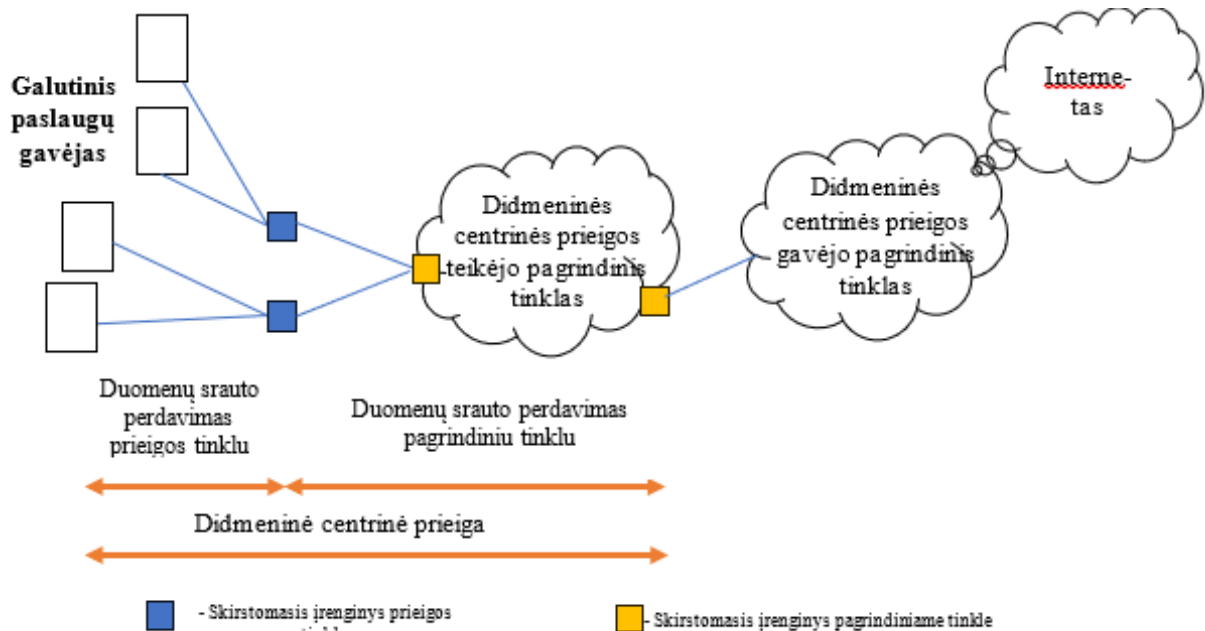 Galutinis
paslaugų
gavėjas
Interne-
tas
Didmeninės
centrinės prieigos
teikėjo pagrindinis
tinklas
Didmeninės
centrinės prieigos
gavėjo pagrindinis
tinklas
Duomenų srauto
perdavimas
prieigos tinklu
Duomenų srauto perdavimas
pagrindiniu tinklu
Didmeninė centrinė prieiga
- Skirstomasis įrenginys prieigos
- Skirstomasis įrenginys pagrindiniame tinkle